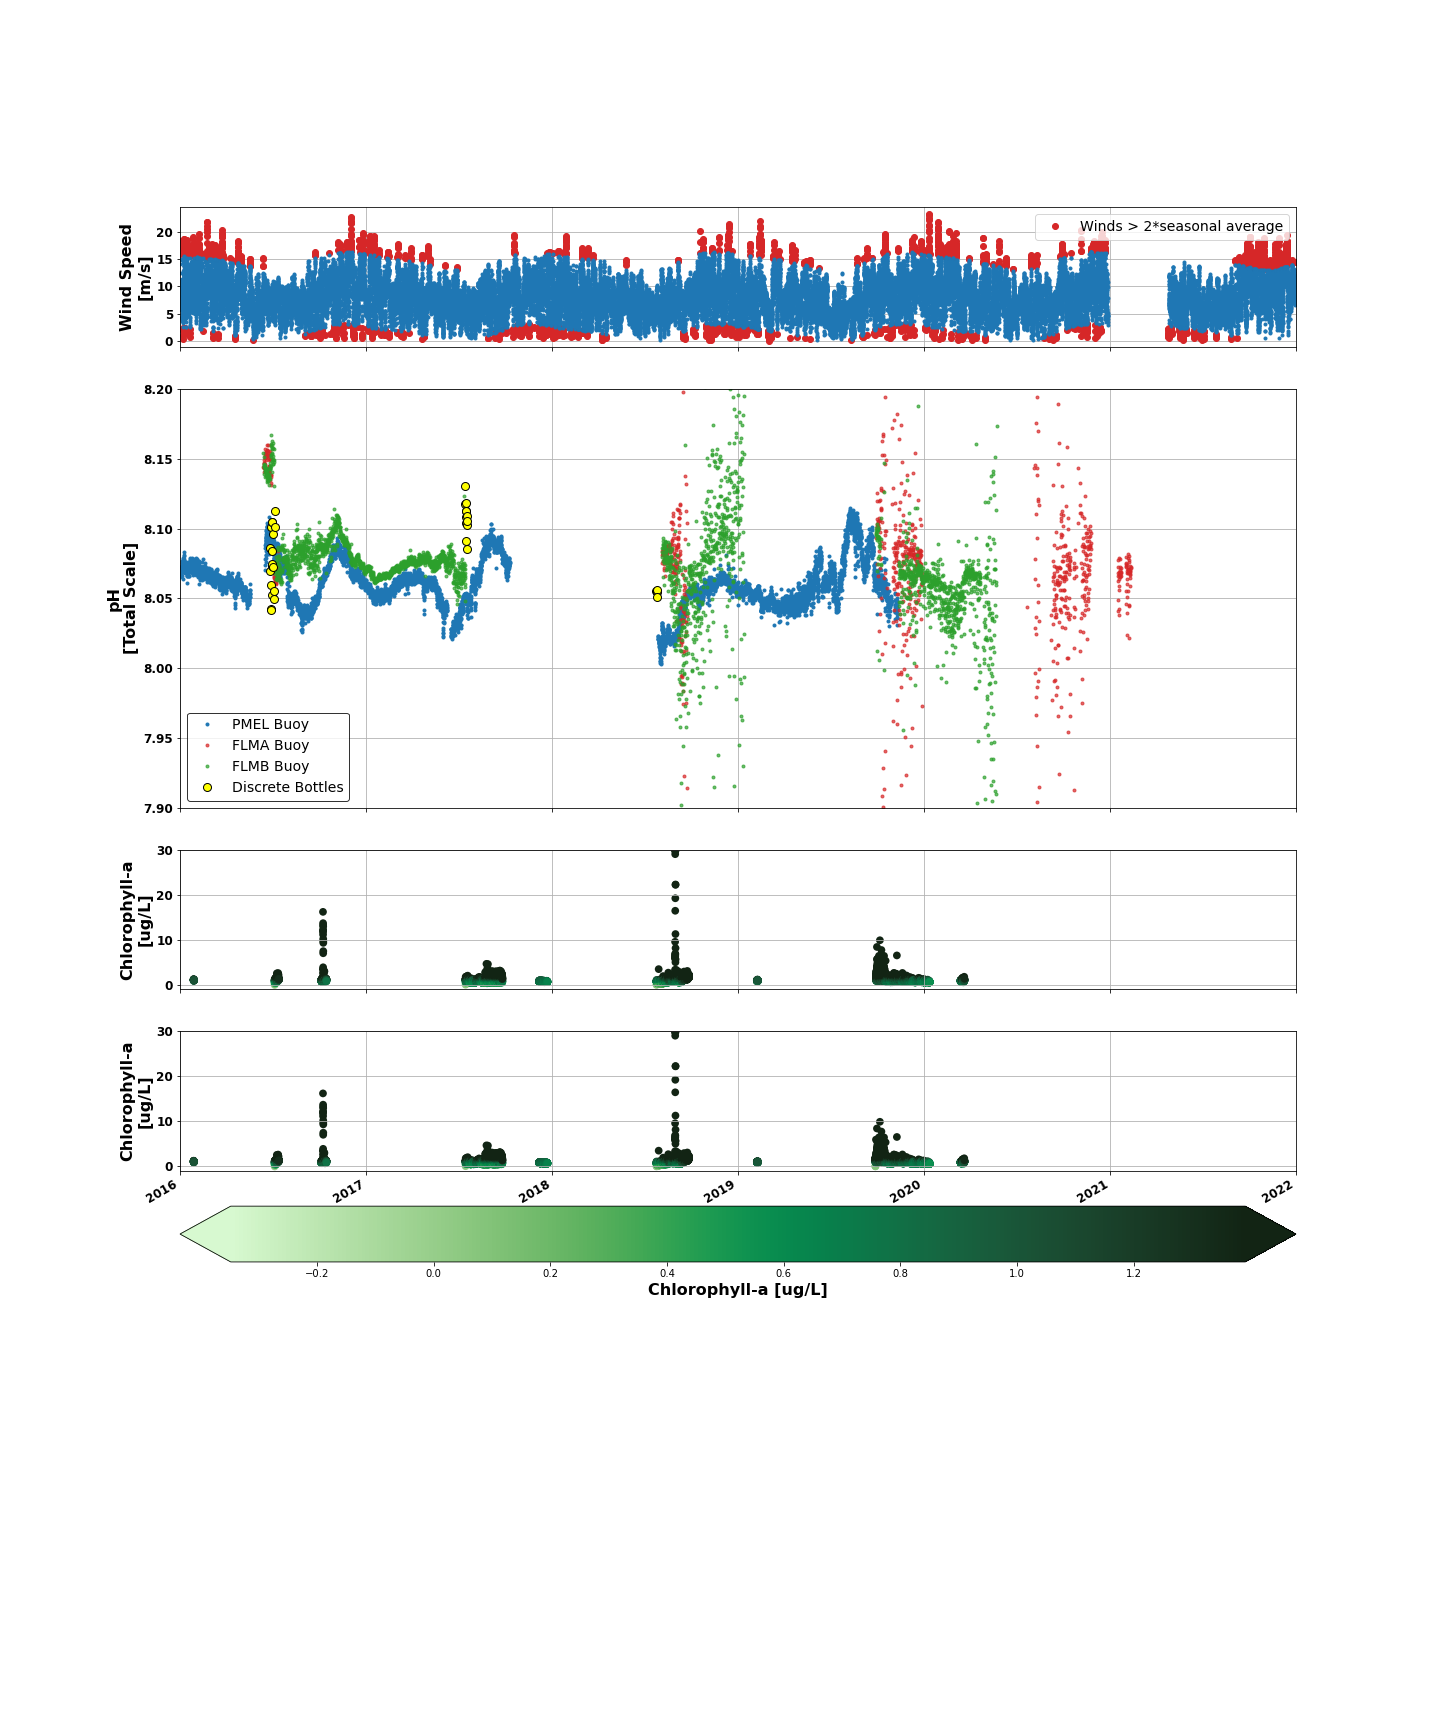 Wind Speed
[m/s]
20
15
10
5
0
Winds > 2*seasonal average
pH
[Total Scale]
8.20
8.15
8.10
8.05
8.00
7.95
7.90
PMEL Buoy
FLMA Buoy
FLMB Buoy
Discrete Bottles
Chlorophyll-a
[ug/L]
30
20
10
0
Chlorophyll-a
[ug/L]
30
20
10
0
2016 2017 2018 2019 2020 2021 2022
−0.2 0.0 0.2 0.4 0.6 0.8 1.0 1.2
Chlorophyll-a [ug/L]